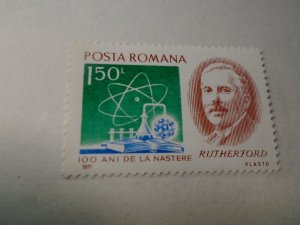 POSTA ROMANA
1.50L
100 ANI DE LA NASTERE
RUTHERFORD
1971
VLASTO